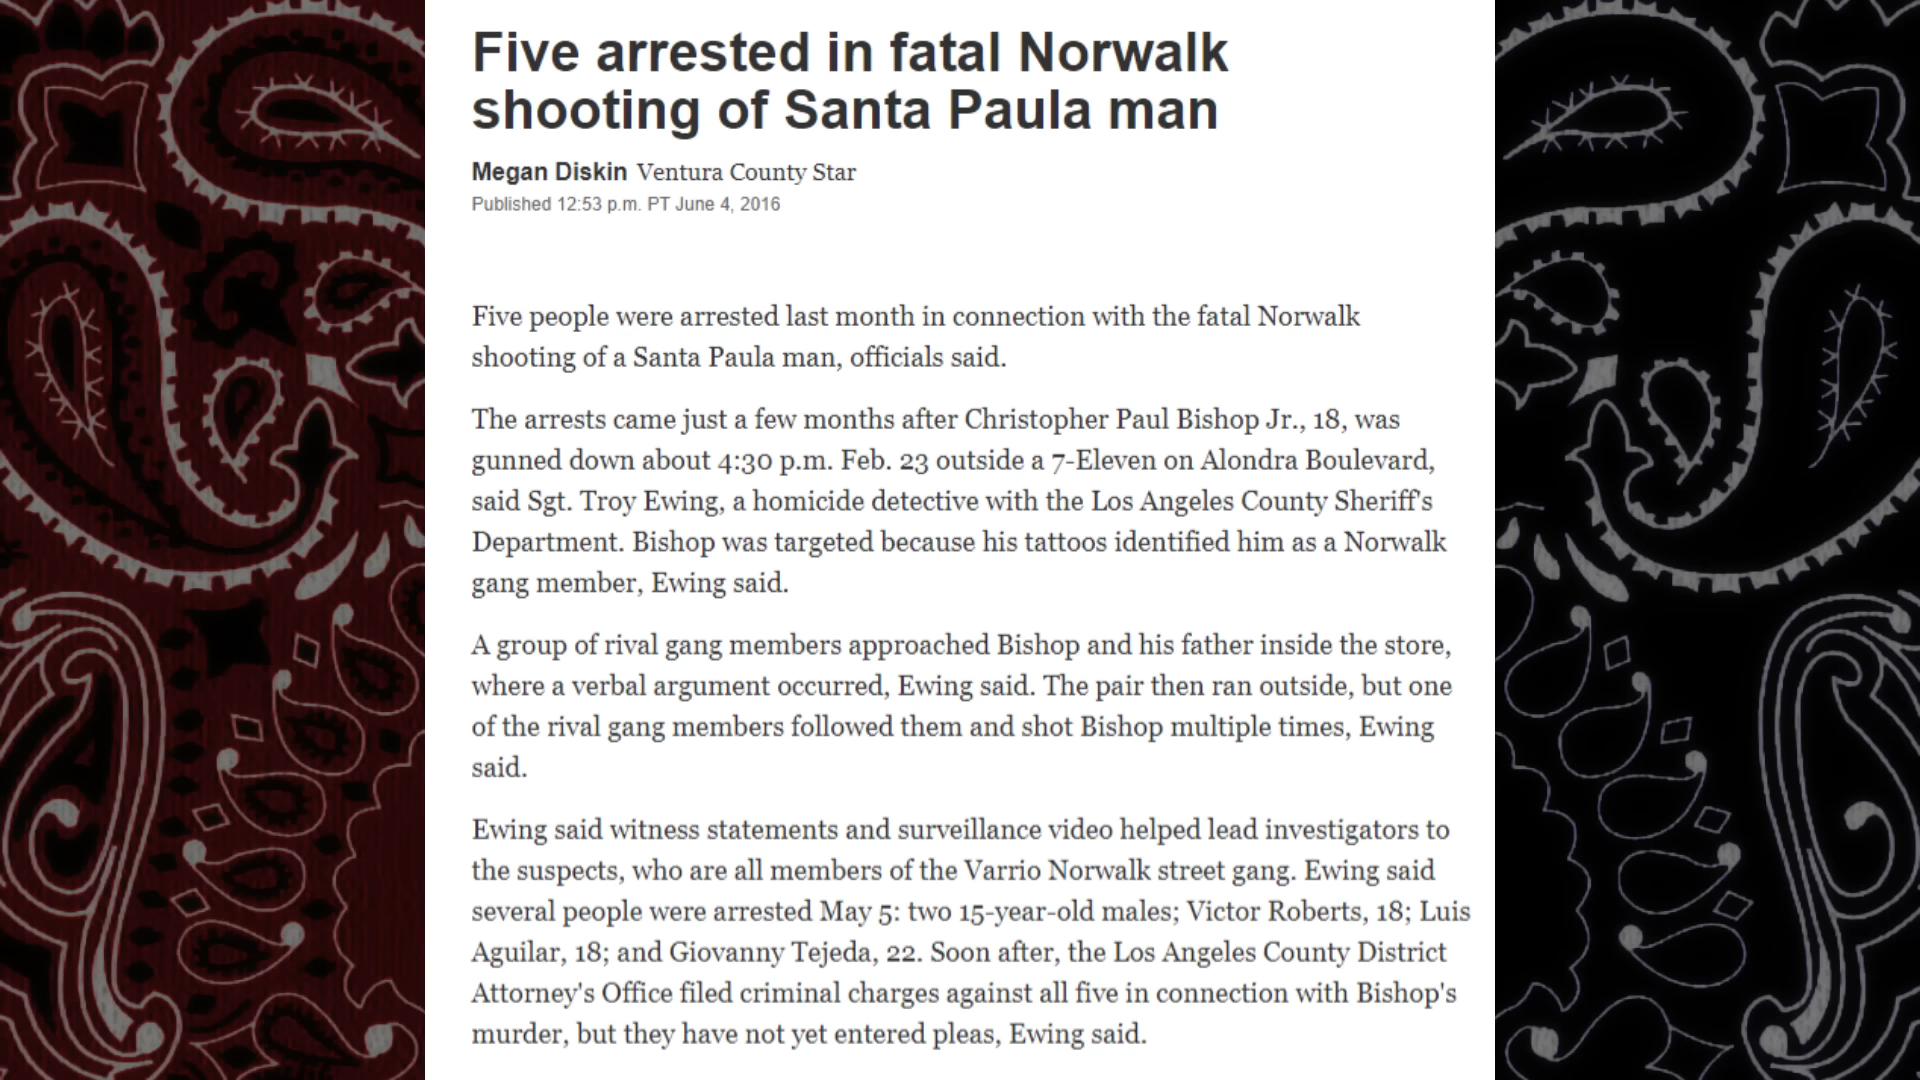 Five arrested in fatal Norwalk
shooting of Santa Paula man
Megan Diskin Ventura County Star
Published 12:53 p.m. PT June 4, 2016
Five people were arrested last month in connection with the fatal Norwalk
shooting of a Santa Paula man, officials said.
The arrests came just a few months after Christopher Paul Bishop Jr., 18, was
gunned down about 4:30 p.m. Feb. 23 outside a 7-Eleven on Alondra Boulevard,
said Sgt. Troy Ewing, a homicide detective with the Los Angeles County Sheriff's
Department. Bishop was targeted because his tattoos identified him as a Norwalk
gang member, Ewing said.
A group of rival gang members approached Bishop and his father inside the store,
where a verbal argument occurred, Ewing said. The pair then ran outside, but one
of the rival gang members followed them and shot Bishop multiple times, Ewing
said.
Ewing said witness statements and surveillance video helped lead investigators to
the suspects, who are all members of the Varrio Norwalk street gang. Ewing said
several people were arrested May 5: two 15-year-old males; Victor Roberts, 18; Luis
Aguilar, 18; and Giovanny Tejeda, 22. Soon after, the Los Angeles County District
Attorney's Office filed criminal charges against all five in connection with Bishop's
murder, but they have not yet entered pleas, Ewing said.